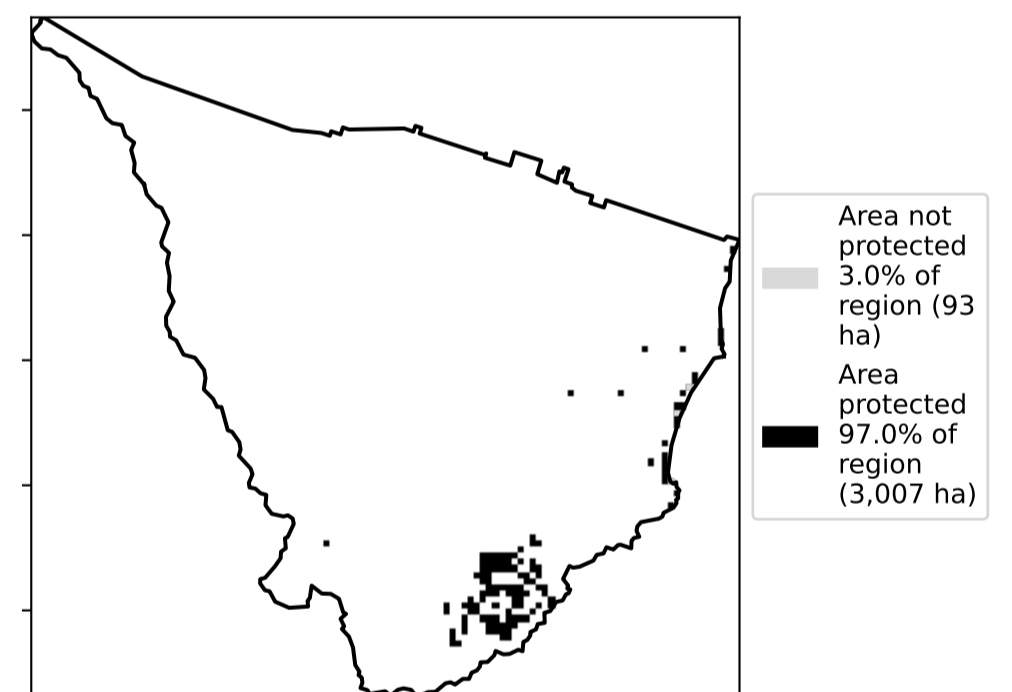 Area not
protected
3.0% of
region (93
ha)
Area
protected
97.0% of
region
(3,007 ha)